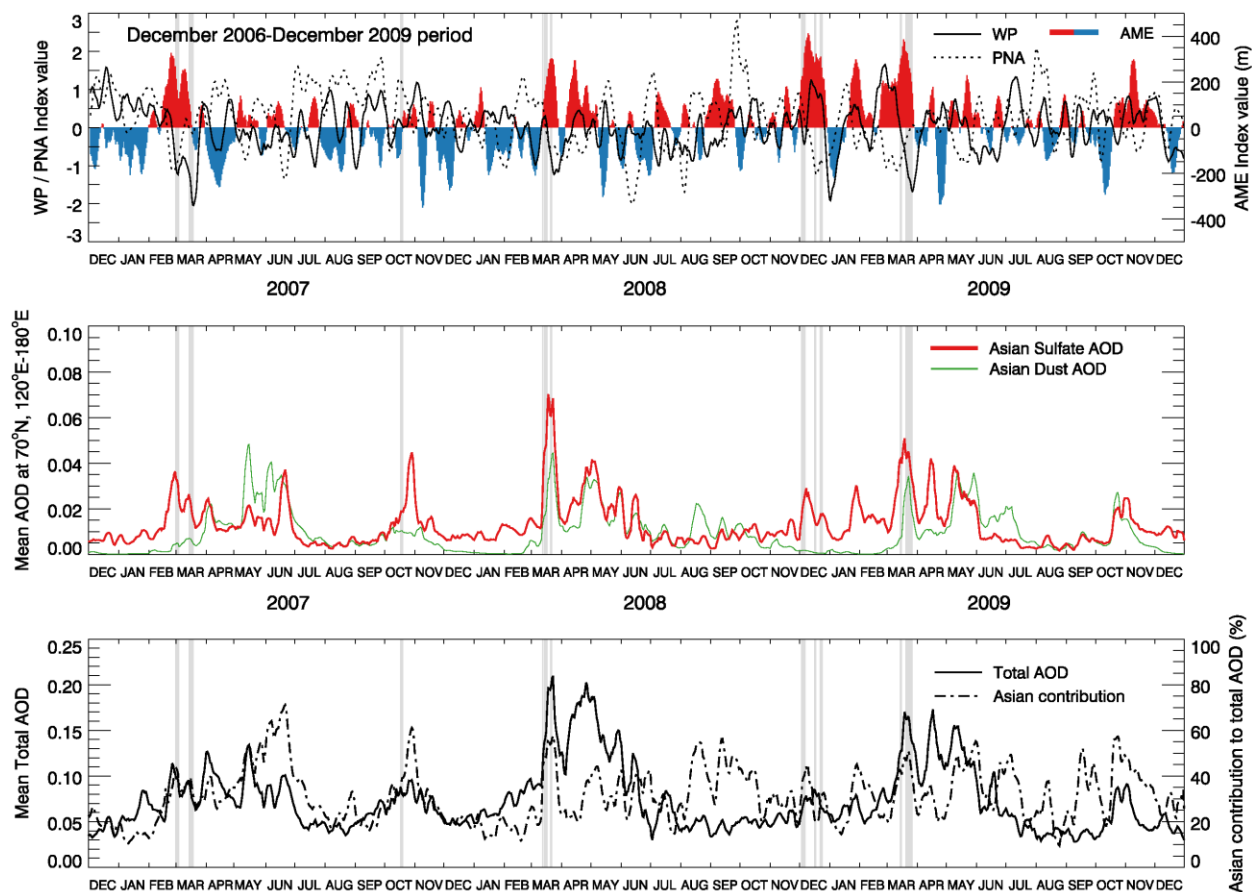 December 2006-December 2009 period
WP
PNA
AME
WP / PNA Index value
3
2
1
0
-1
-2
-3
AME Index value (m)
400
200
0
-200
-400
DEC JAN FEB MAR APR MAY JUN JUL AUG SEP OCT NOV DEC JAN FEB MAR APR MAY JUN JUL AUG SEP OCT NOV DEC JAN FEB MAR APR MAY JUN JUL AUG SEP OCT NOV DEC
2007 2008 2009
Asian Sulfate AOD
Asian Dust AOD
Mean AOD at 70°N, 120°E-180°E
0.10
0.08
0.06
0.04
0.02
0.00
DEC JAN FEB MAR APR MAY JUN JUL AUG SEP OCT NOV DEC JAN FEB MAR APR MAY JUN JUL AUG SEP OCT NOV DEC JAN FEB MAR APR MAY JUN JUL AUG SEP OCT NOV DEC
2007 2008 2009
Total AOD
Asian contribution
Mean Total AOD
0.25
0.20
0.15
0.10
0.05
0.00
Asian contribution to total AOD (%)
100
80
60
40
20
0
DEC JAN FEB MAR APR MAY JUN JUL AUG SEP OCT NOV DEC JAN FEB MAR APR MAY JUN JUL AUG SEP OCT NOV DEC JAN FEB MAR APR MAY JUN JUL AUG SEP OCT NOV DEC